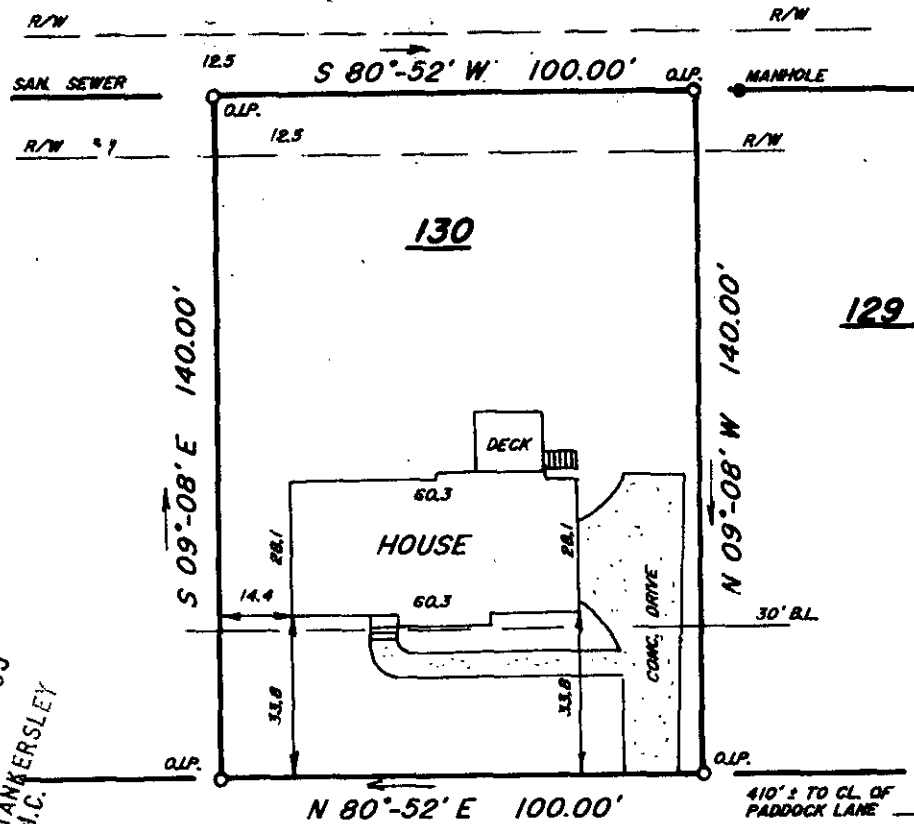 R/W
R/W
12.5
S 80°-52' W 100.00'
O.I.P.
MANHOLE
SAN. SEWER
O.I.P.
12.5
R/W
R/W
130
129
S 09°-08' E 140.00'
N 09°-08' W 140.00'
DECK
60.3
HOUSE
28.1
28.1
14.4
60.3
30' B.L.
CONC. DRIVE
33.8
33.8
TANKERSLEY
O.I.P.
O.I.P.
N 80°-52' E 100.00'
410' ± TO CL. OF
PADDOCK LANE